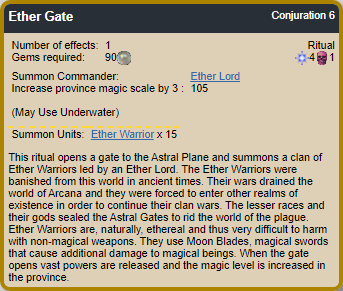 Ether Gate Conjuration 6
Number of effects: 1 Ritual
Gems required: 90 4 1
Summon Commander: Ether Lord
Increase province magic scale by 3 : 105
(May Use Underwater)
Summon Units: Ether Warrior x 15
This ritual opens a gate to the Astral Plane and summons a clan of
Ether Warriors led by an Ether Lord. The Ether Warriors were
banished from this world in ancient times. Their wars drained the
world of Arcana and they were forced to enter other realms of
existence in order to continue their clan wars. The lesser races and
their gods sealed the Astral Gates to rid the world of the plague.
Ether Warriors are, naturally, ethereal and thus very difficult to harm
with non-magical weapons. They use Moon Blades, magical swords
that cause additional damage to magical beings. When the gate
opens vast powers are released and the magic level is increased in
the province.